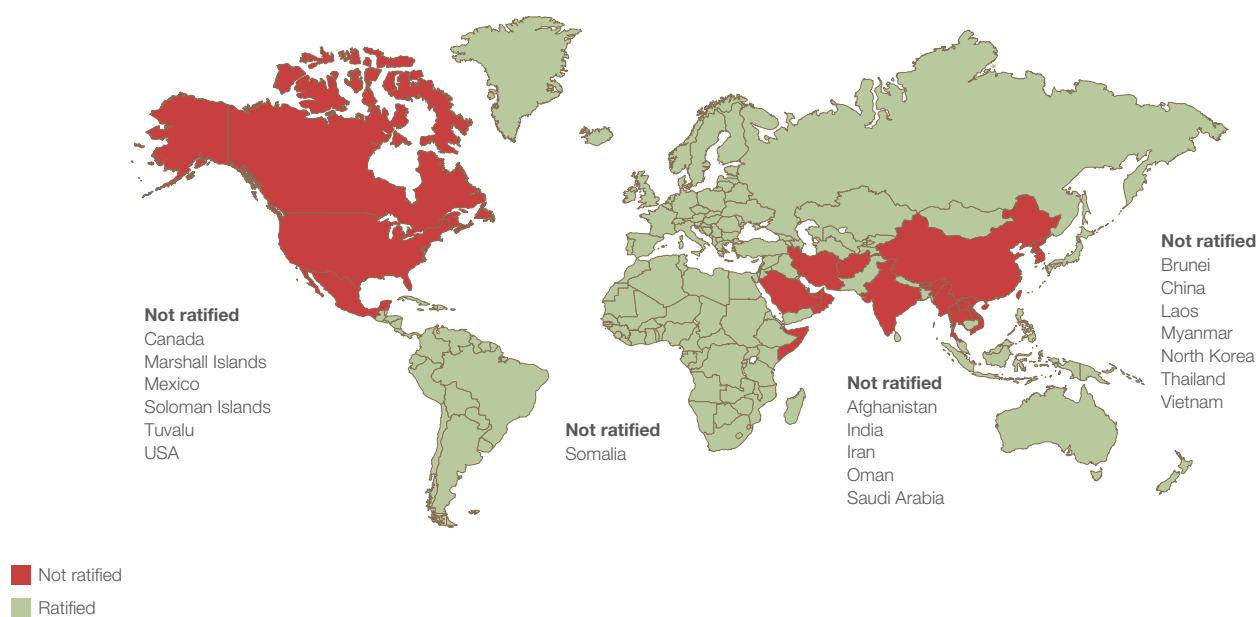 Not ratified
Canada
Marshall Islands
Mexico
Soloman Islands
Tuvalu
USA
Not ratified
Somalia
Not ratified
Afghanistan
India
Iran
Oman
Saudi Arabia
Not ratified
Brunei
China
Laos
Myanmar
North Korea
Thailand
Vietnam
Not ratified
Ratified